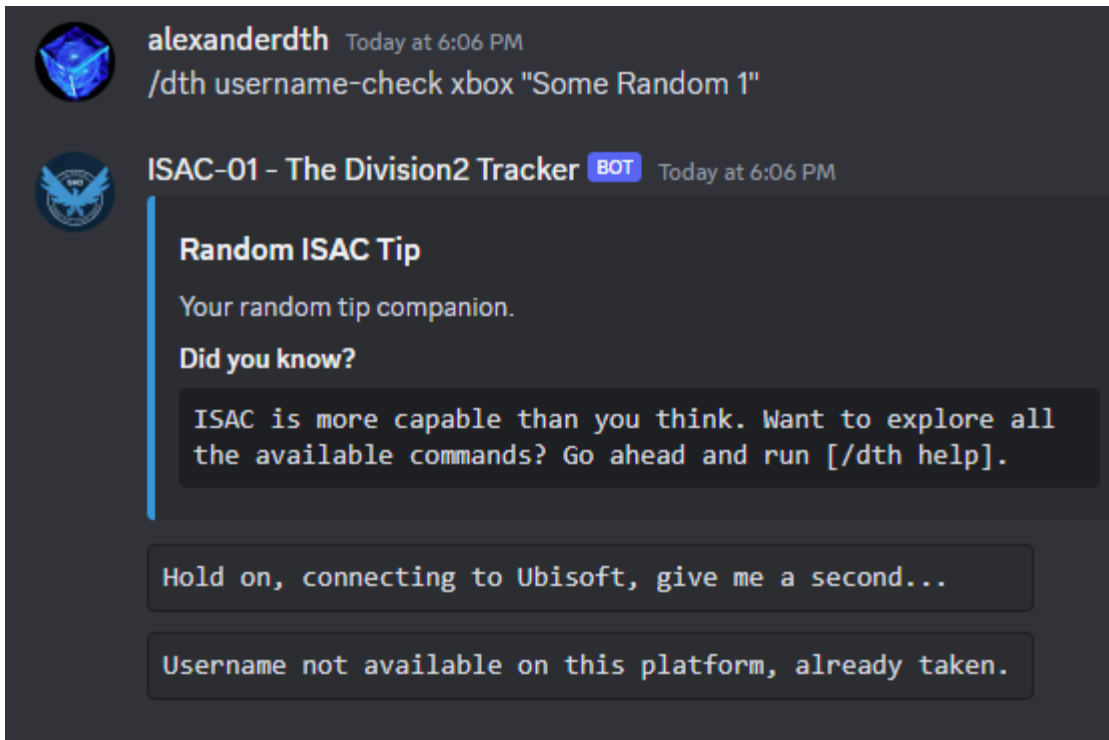 alexanderdth Today at 6:06 PM
/dth username-check xbox "Some Random 1"
ISAC-01 - The Division2 Tracker BOT Today at 6:06 PM
Random ISAC Tip
Your random tip companion.
Did you know?
ISAC is more capable than you think. Want to explore all
the available commands? Go ahead and run [/dth help].
Hold on, connecting to Ubisoft, give me a second...
Username not available on this platform, already taken.